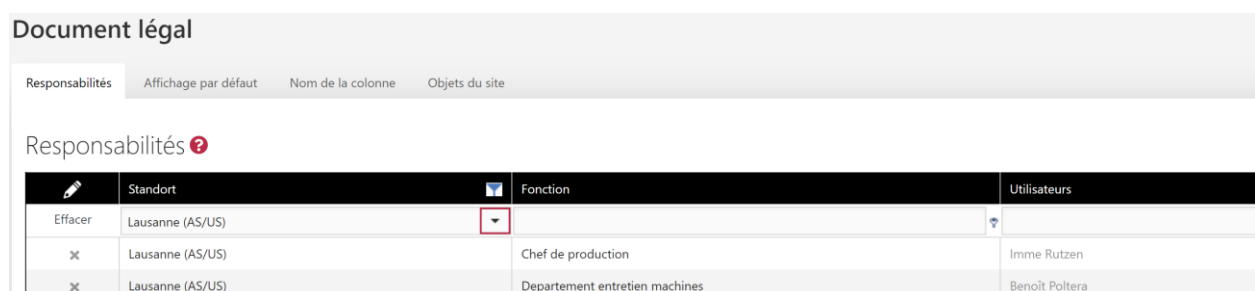 Document légal
Responsabilités Affichage par défaut Nom de la colonne Objets du site
Responsabilités ?
Standort Fonction Utilisateurs
Effacer Lausanne (AS/US)
Lausanne (AS/US) Chef de production Imme Rutzen
Lausanne (AS/US) Departement entretien machines Benoît Poltera